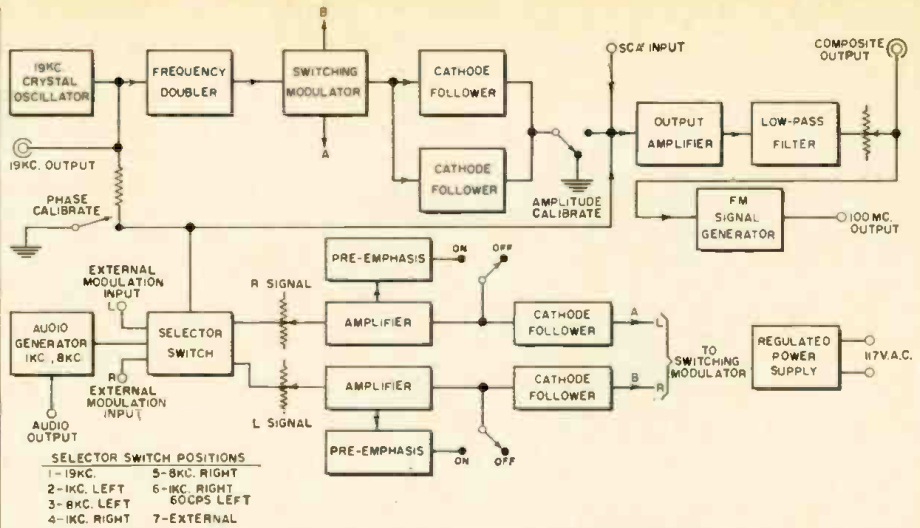 B
19KC.
CRYSTAL
OSCILLATOR
FREQUENCY
DOUBLER
SWITCHING
MODULATOR
CATHODE
FOLLOWER
SCA INPUT
COMPOSITE
OUTPUT
OUTPUT
AMPLIFIER
LOW-PASS
FILTER
19KC. OUTPUT
A
CATHODE
FOLLOWER
AMPLITUDE
CALIBRATE
PHASE
CALIBRATE
FM
SIGNAL
GENERATOR
100 MC.
OUTPUT
EXTERNAL
MODULATION
INPUT
L
R SIGNAL
PRE-EMPHASIS
ON
OFF
AUDIO
GENERATOR
1KC, 8KC
SELECTOR
SWITCH
AMPLIFIER
CATHODE
FOLLOWER
A
L
TO
SWITCHING
MODULATOR
REGULATED
POWER
SUPPLY
117V.A.C.
R
EXTERNAL
MODULATION
INPUT
AUDIO
OUTPUT
L SIGNAL
AMPLIFIER
CATHODE
FOLLOWER
B
R
PRE-EMPHASIS
ON
OFF
SELECTOR SWITCH POSITIONS
1-19KC.
2-1KC. LEFT
3-8KC. LEFT
4-1KC. RIGHT
5-8KC. RIGHT
6-1KC. RIGHT
60CPS LEFT
7-EXTERNAL